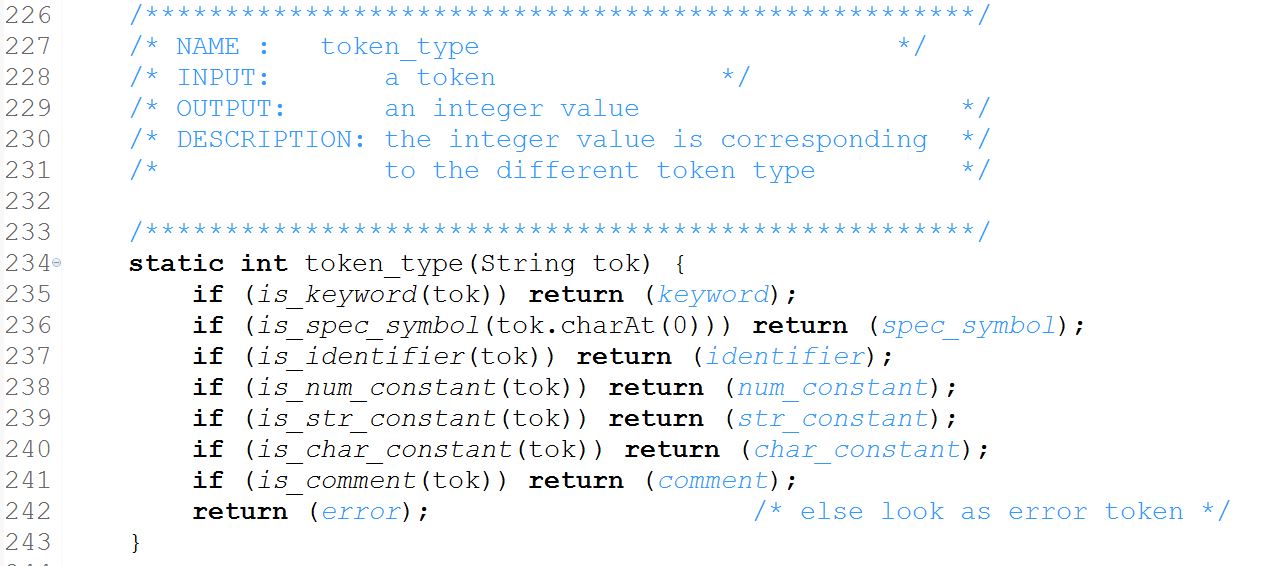 226 /****************************************************/
227 /* NAME :   token_type                          */
228 /* INPUT:       a token              */
229 /* OUTPUT:      an integer value                    */
230 /* DESCRIPTION: the integer value is corresponding  */
231 /*              to the different token type         */
232
233 /****************************************************/
234 static int token_type(String tok) {
235     if (is_keyword(tok)) return (keyword);
236     if (is_spec_symbol(tok.charAt(0))) return (spec_symbol);
237     if (is_identifier(tok)) return (identifier);
238     if (is_num_constant(tok)) return (num_constant);
239     if (is_str_constant(tok)) return (str_constant);
240     if (is_char_constant(tok)) return (char_constant);
241     if (is_comment(tok)) return (comment);
242     return (error);                    /* else look as error token */
243 }